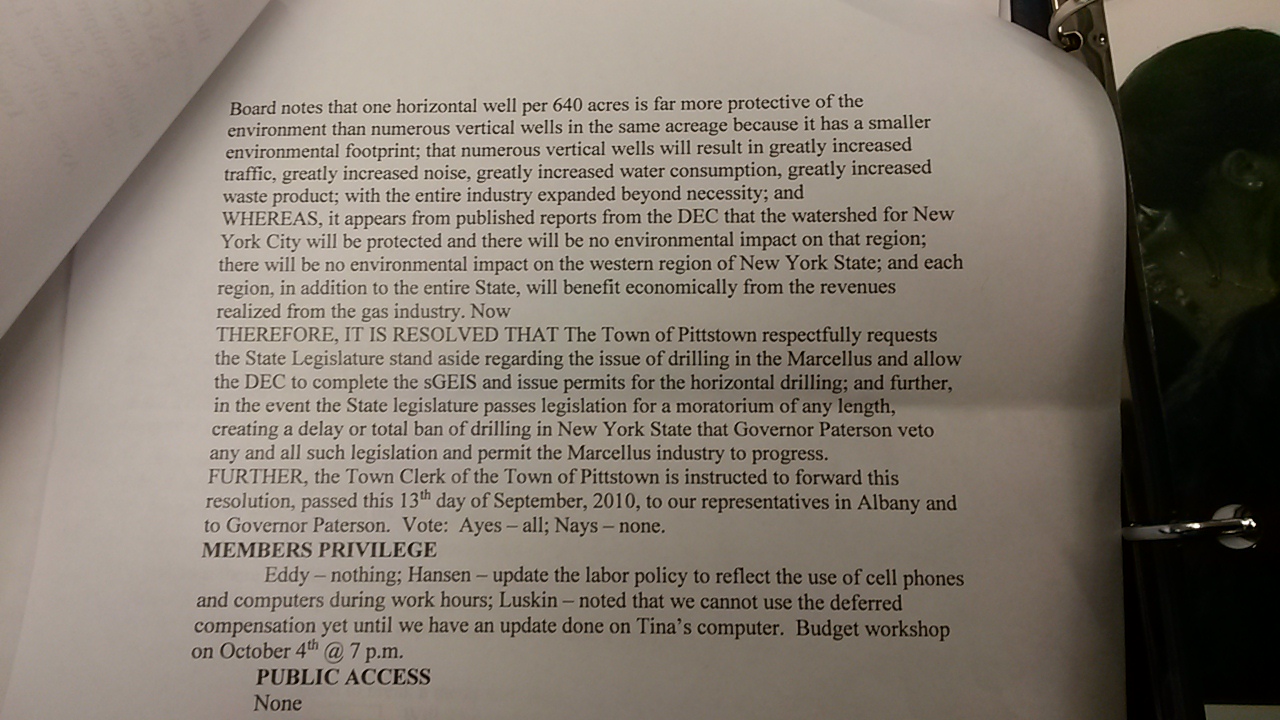 Board notes that one horizontal well per 640 acres is far more protective of the
environment than numerous vertical wells in the same acreage because it has a smaller
environmental footprint; that numerous vertical wells will result in greatly increased
traffic, greatly increased noise, greatly increased water consumption, greatly increased
waste product; with the entire industry expanded beyond necessity; and
WHEREAS, it appears from published reports from the DEC that the watershed for New
York City will be protected and there will be no environmental impact on that region;
there will be no environmental impact on the western region of New York State; and each
region, in addition to the entire State, will benefit economically from the revenues
realized from the gas industry. Now
THEREFORE, IT IS RESOLVED THAT The Town of Pittstown respectfully requests
the State Legislature stand aside regarding the issue of drilling in the Marcellus and allow
the DEC to complete the sGEIS and issue permits for the horizontal drilling; and further,
in the event the State legislature passes legislation for a moratorium of any length,
creating a delay or total ban of drilling in New York State that Governor Paterson veto
any and all such legislation and permit the Marcellus industry to progress.
FURTHER, the Town Clerk of the Town of Pittstown is instructed to forward this
resolution, passed this 13th day of September, 2010, to our representatives in Albany and
to Governor Paterson. Vote: Ayes – all; Nays – none.
MEMBERS PRIVILEGE
Eddy – nothing; Hansen – update the labor policy to reflect the use of cell phones
and computers during work hours; Luskin – noted that we cannot use the deferred
compensation yet until we have an update done on Tina's computer. Budget workshop
on October 4th @ 7 p.m.
PUBLIC ACCESS
None